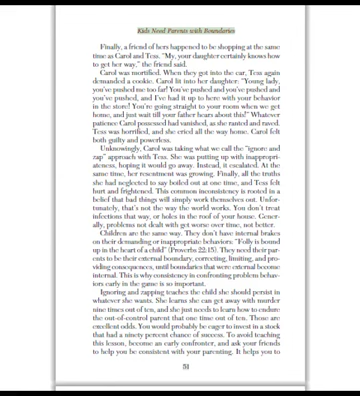 Kids Need Parents with Boundaries
Finally, a friend of hers happened to be shopping at the same
time as Carol and Tess. "My, your daughter certainly knows how
to get her way," the friend said.
Carol was mortified. When they got into the car, Tess again
demanded a cookie. Carol lit into her daughter: "Young lady,
you've pushed me too far! You've pushed and you've pushed and
you've pushed, and I've had it up to here with your behavior
in the store! You're going straight to your room when we get
home, and just wait till your father hears about this!" Whatever
patience Carol possessed had vanished, as she ranted and raved.
Tess was horrified, and she cried all the way home. Carol felt
both guilty and powerless.
Unknowingly, Carol was taking what we call the "ignore and
zap" approach with Tess. She was putting up with inappropri-
ateness, hoping it would go away. Instead, it escalated. At the
same time, her resentment was growing. Finally, all the truths
she had neglected to say boiled out at one time, and Tess felt
hurt and frightened. This common inconsistency is rooted in a
belief that bad things will simply work themselves out. Unfor-
tunately, that's not the way the world works. You don't treat
infections that way, or holes in the roof of your house. Gener-
ally, problems not dealt with get worse over time, not better.
Children are the same way. They don't have internal brakes
on their demanding or inappropriate behaviors: "Folly is bound
up in the heart of a child" (Proverbs 22:15). They need their par-
ents to be their external boundary, correcting, limiting, and pro-
viding consequences, until boundaries that were external become
internal. This is why consistency in confronting problem behav-
iors early in the game is so important.
Ignoring and zapping teaches the child she should persist in
whatever she wants. She learns she can get away with murder
nine times out of ten, and she just needs to learn how to endure
the out-of-control parent that one time out of ten. Those are
excellent odds. You would probably be eager to invest in a stock
that had a ninety percent chance of success. To avoid teaching
this lesson, become an early confronter, and ask your friends
to help you be consistent with your parenting. It helps you to
51